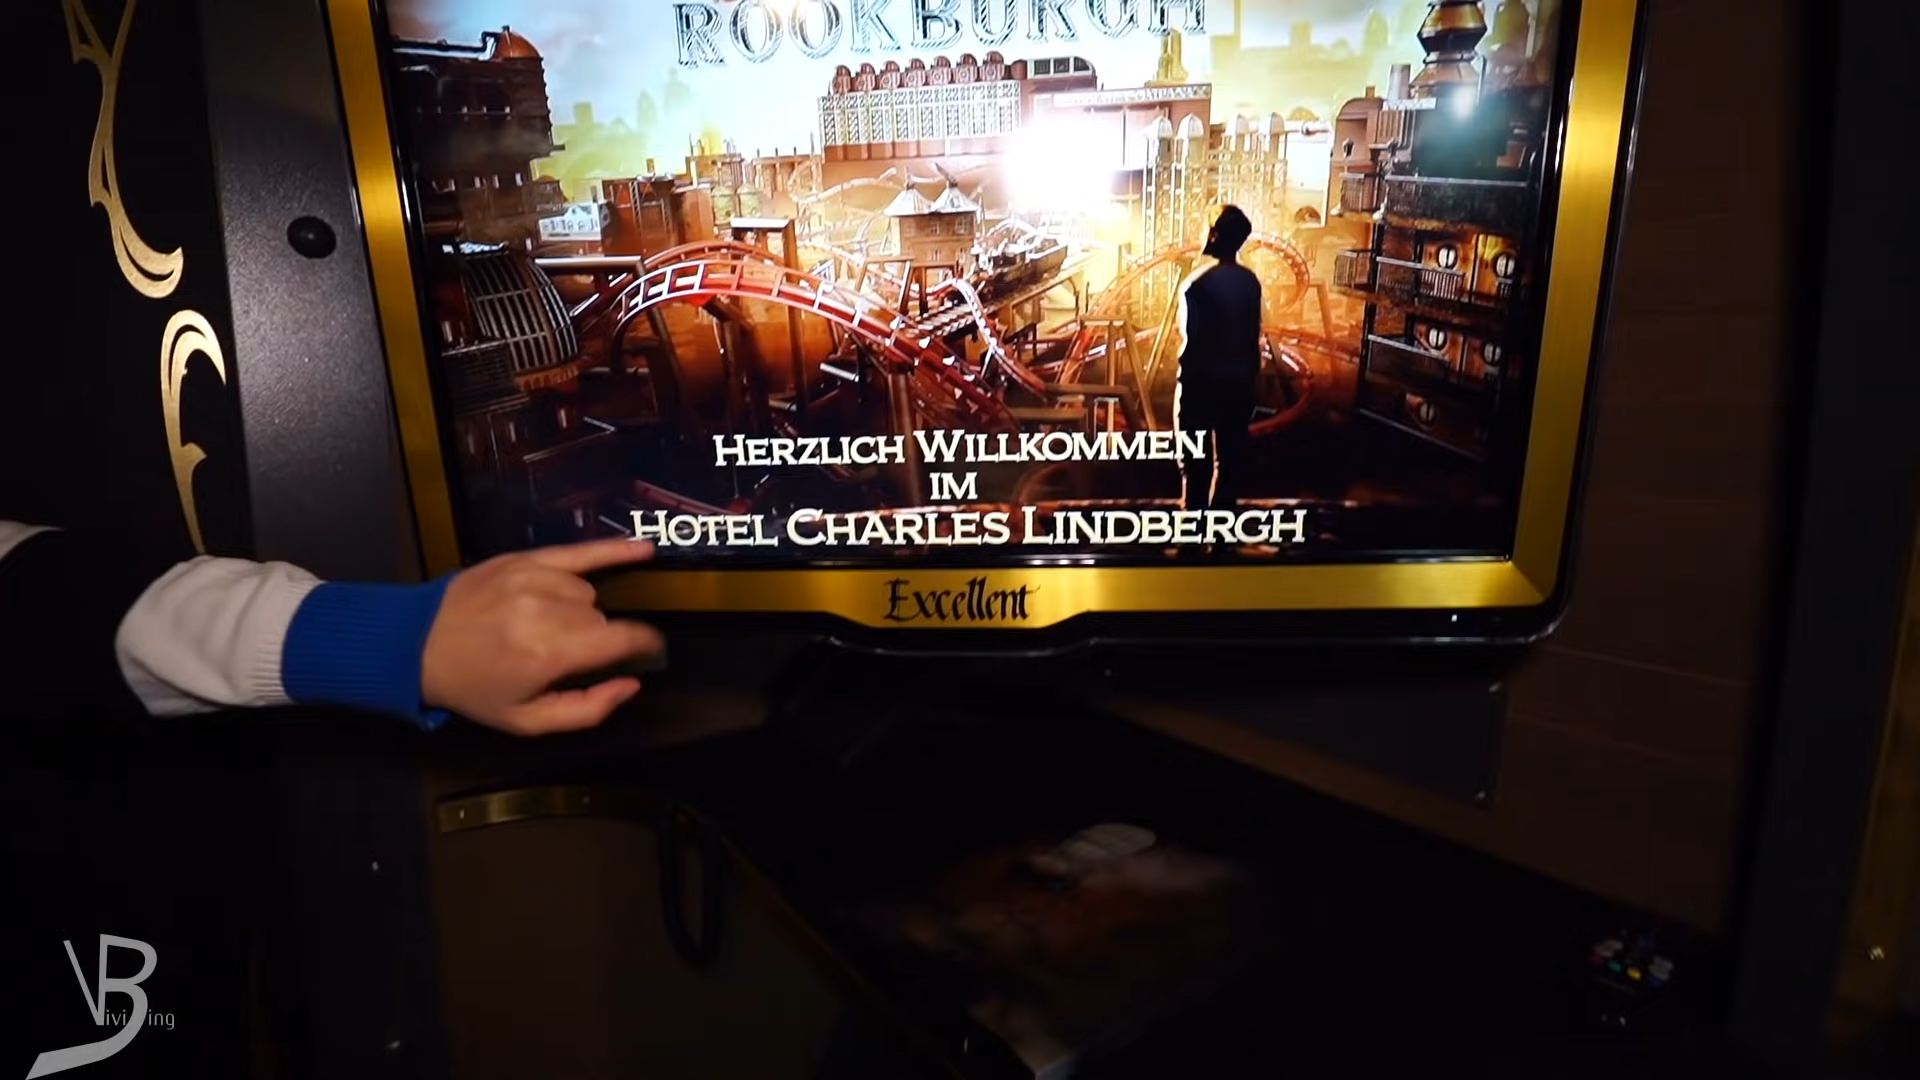 ROOKBURGH
HERZLICH WILLKOMMEN
IM
HOTEL CHARLES LINDBERGH
Excellent